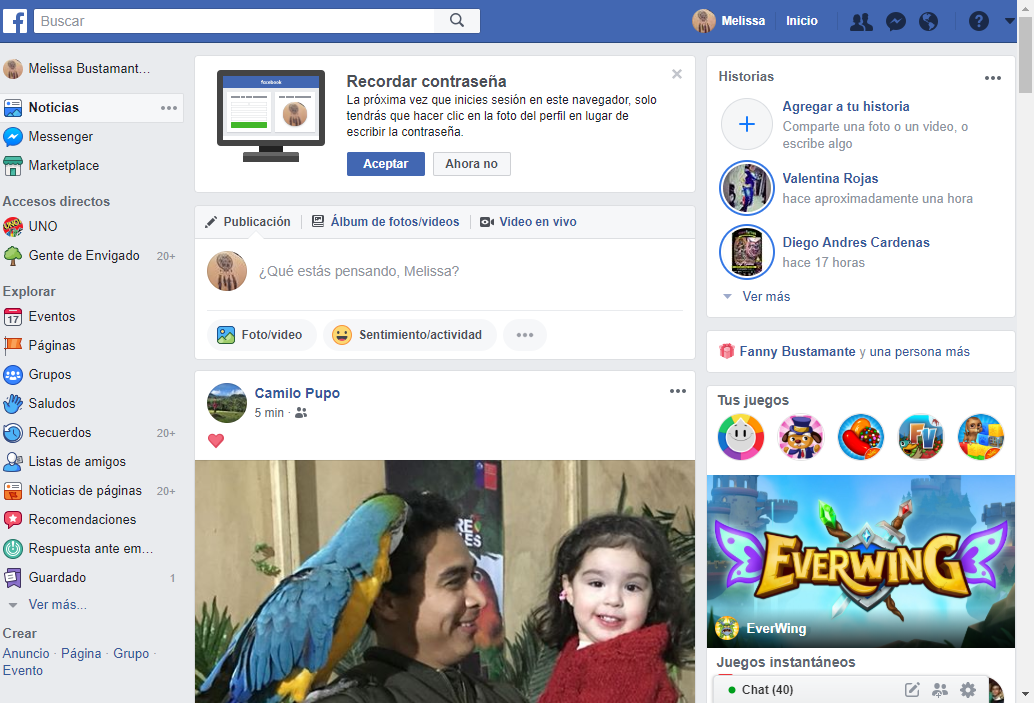 Buscar
Melissa
Inicio
Melissa Bustamant...
Noticias
Messenger
Marketplace
Accesos directos
UNO
Gente de Envigado 20+
Explorar
17 Eventos
Páginas
Grupos
Saludos
Recuerdos 20+
Listas de amigos
Noticias de páginas 20+
Recomendaciones
Respuesta ante em...
Guardado 1
Ver más...
Crear
Anuncio · Página · Grupo ·
Evento
facebook
Recordar contraseña
La próxima vez que inicies sesión en este navegador, solo
tendrás que hacer clic en la foto del perfil en lugar de
escribir la contraseña.
Aceptar
Ahora no
Publicación
Álbum de fotos/videos
Video en vivo
¿Qué estás pensando, Melissa?
Foto/video
Sentimiento/actividad
Camilo Pupo
5 min ·
Historias
Agregar a tu historia
Comparte una foto o un video, o
escribe algo
Valentina Rojas
hace aproximadamente una hora
Diego Andres Cardenas
hace 17 horas
Ver más
Fanny Bustamante y una persona más
Tus juegos
FV
EVERWING
EverWing
Juegos instantáneos
Chat (40)